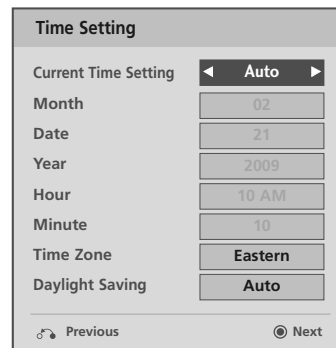 Time Setting
Current Time Setting Auto
Month 02
Date 21
Year 2009
Hour 10 AM
Minute 10
Time Zone Eastern
Daylight Saving Auto
Previous Next